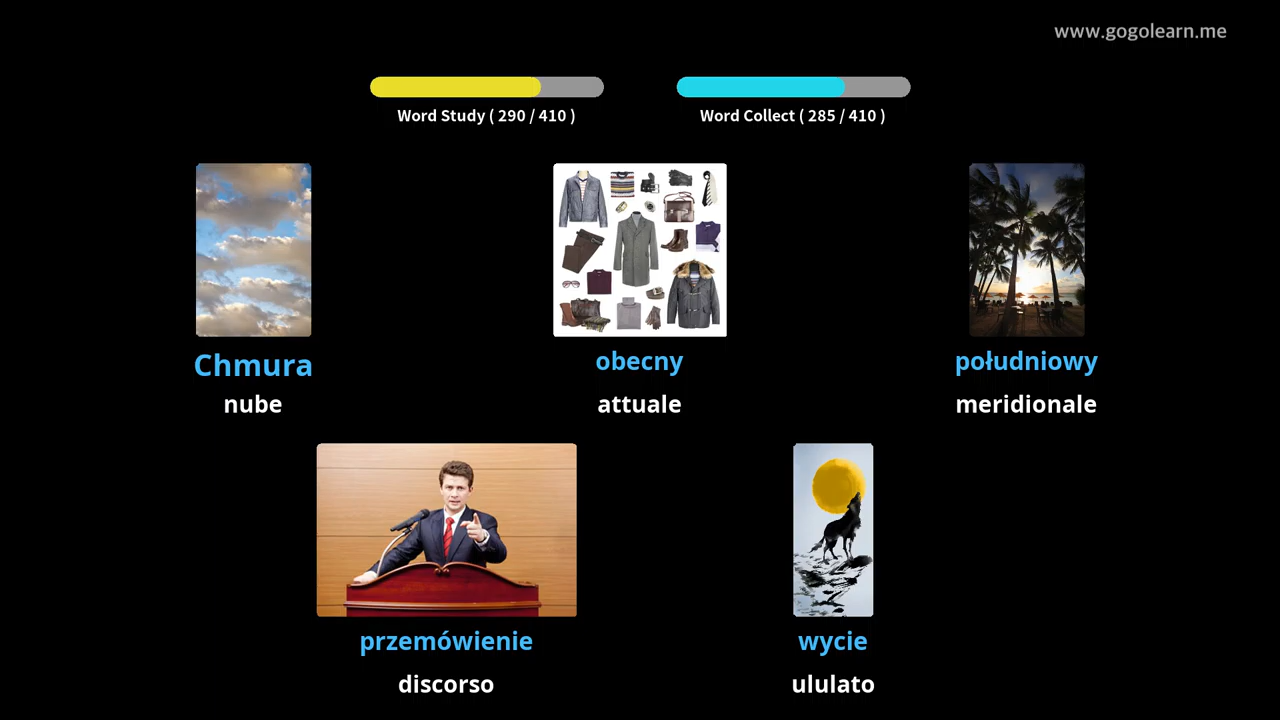 www.gogolearn.me
Word Study ( 290 / 410 )
Word Collect ( 285 / 410 )
Chmura
nube
obecny
attuale
południowy
meridionale
przemówienie
discorso
wycie
ululato